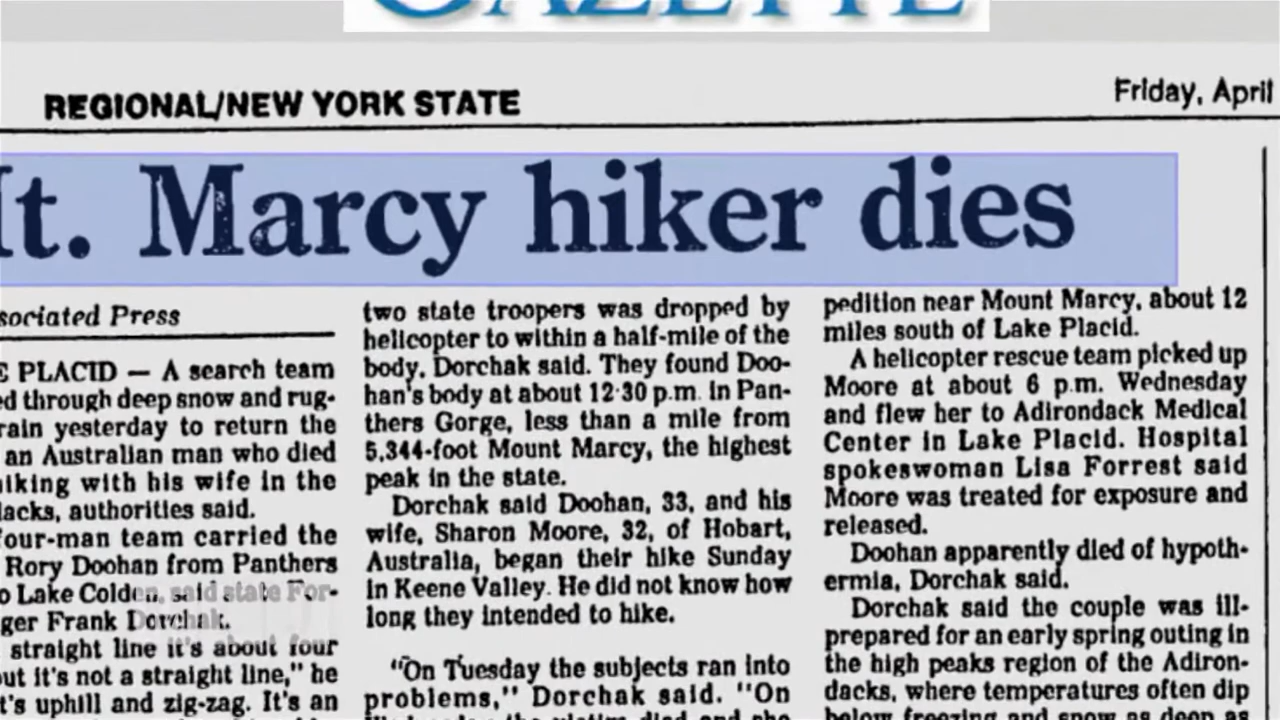 GAZETTE
REGIONAL/NEW YORK STATE
Friday, April
Mt. Marcy hiker dies
sociated Press
E PLACID — A search team
ed through deep snow and rug-
rain yesterday to return the
an Australian man who died
iking with his wife in the
lacks, authorities said.
four-man team carried the
Rory Doohan from Panthers
o Lake Colden, said state For-
ger Frank Dorchak.
straight line it's about four
out it's not a straight line," he
t's uphill and zig-zag. It's an
two state troopers was dropped by
helicopter to within a half-mile of the
body, Dorchak said. They found Doo-
han's body at about 12:30 p.m. in Pan-
thers Gorge, less than a mile from
5,344-foot Mount Marcy, the highest
peak in the state.
Dorchak said Doohan, 33, and his
wife, Sharon Moore, 32, of Hobart,
Australia, began their hike Sunday
in Keene Valley. He did not know how
long they intended to hike.
"On Tuesday the subjects ran into
problems," Dorchak said. "On
pedition near Mount Marcy, about 12
miles south of Lake Placid.
A helicopter rescue team picked up
Moore at about 6 p.m. Wednesday
and flew her to Adirondack Medical
Center in Lake Placid. Hospital
spokeswoman Lisa Forrest said
Moore was treated for exposure and
released.
Doohan apparently died of hypoth-
ermia, Dorchak said.
Dorchak said the couple was ill-
prepared for an early spring outing in
the high peaks region of the Adiron-
dacks, where temperatures often dip
below freezing and snow as deep as